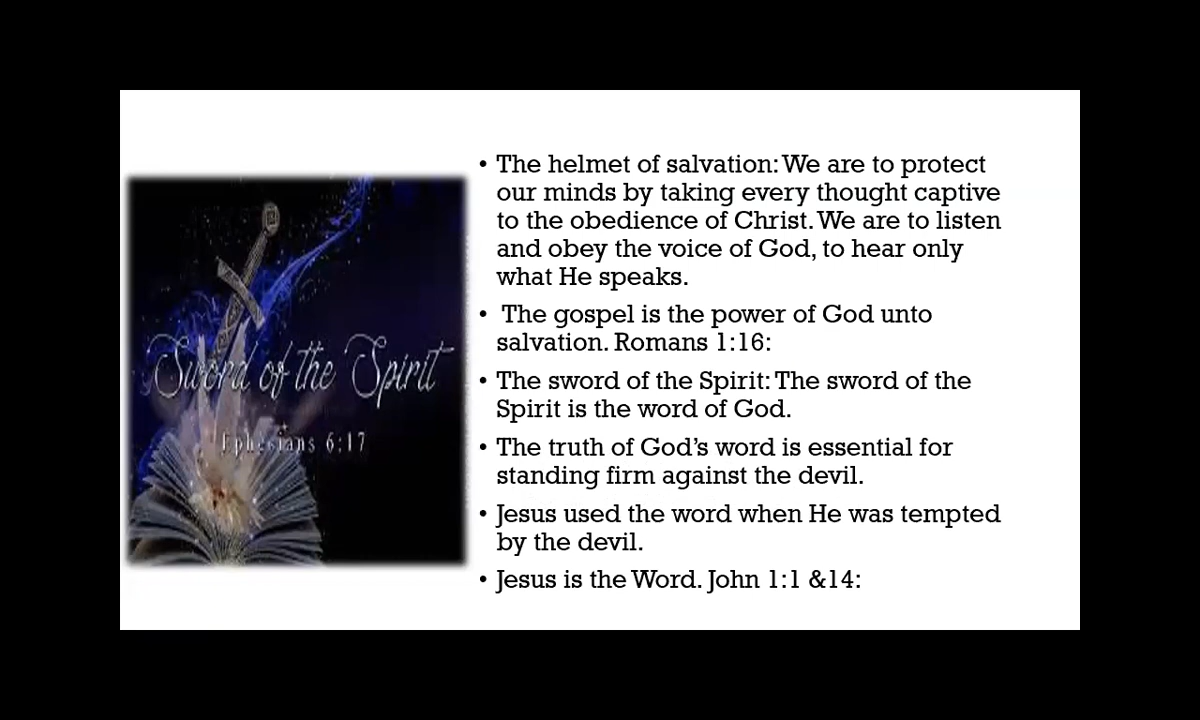 Sword of the Spirit
Ephesians 6:17
• The helmet of salvation: We are to protect
our minds by taking every thought captive
to the obedience of Christ. We are to listen
and obey the voice of God, to hear only
what He speaks.
• The gospel is the power of God unto
salvation. Romans 1:16:
• The sword of the Spirit: The sword of the
Spirit is the word of God.
• The truth of God’s word is essential for
standing firm against the devil.
• Jesus used the word when He was tempted
by the devil.
• Jesus is the Word. John 1:1 &14: